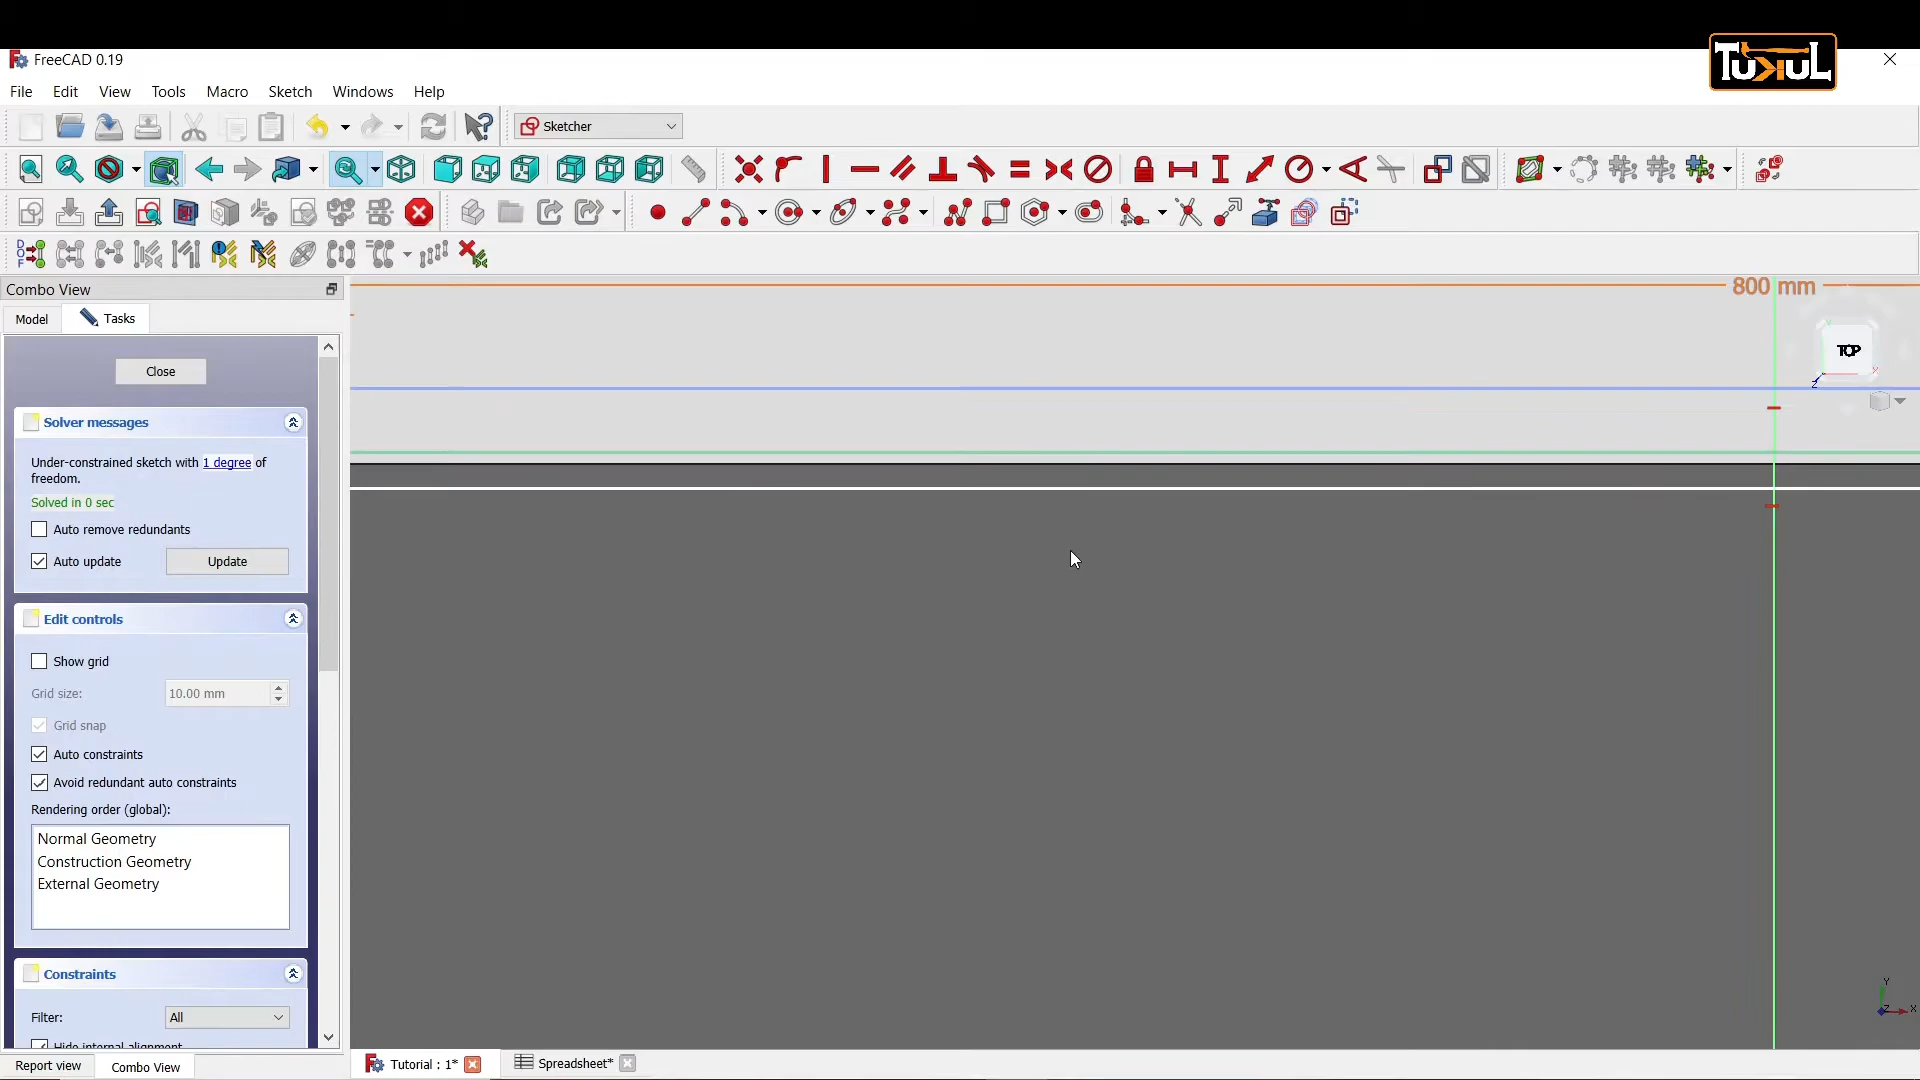 FreeCAD 0.19
TUKUL
File Edit View Tools Macro Sketch Windows Help
Sketcher
Combo View
Model Tasks
800 mm
TOP
Close
Solver messages
Under-constrained sketch with 1 degree of
freedom.
Solved in 0 sec
Auto remove redundants
Auto update Update
Edit controls
Show grid
Grid size: 10.00 mm
Grid snap
Auto constraints
Avoid redundant auto constraints
Rendering order (global):
Normal Geometry
Construction Geometry
External Geometry
Constraints
Filter: All
Hide internal alignment
Report view Combo View
Tutorial : 1* Spreadsheet*
Y
X
Z